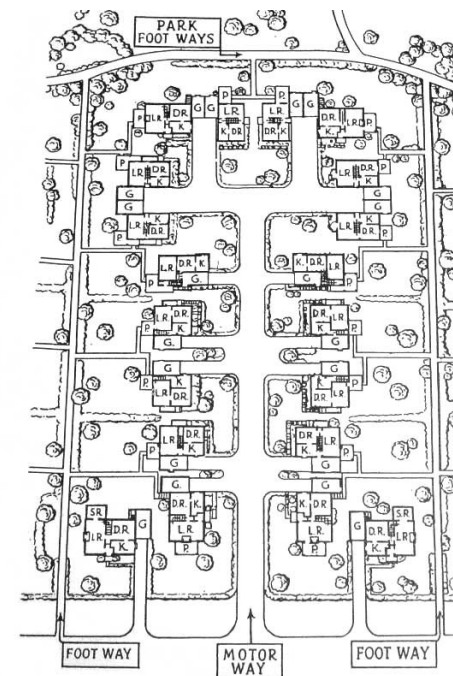 PARK
FOOT WAYS
P. G G P. P. G G P.
P. L.R. D.R. K. L.R. K. D.R. L.R. K. D.R. D.R. K. L.R. P.
P. L.R. D.R. K. P. L.R. D.R. K.
G G
G G
P. L.R. K. D.R. L.R. K. D.R. P.
P. L.R. D.R. K. G. K. D.R. L.R. G P.
P. L.R. D.R. K. G. P. L.R. D.R. K. G
G G
P. L.R. K. D.R. K. L.R. D.R. P.
P. L.R. D.R. K. G D.R. L.R. K. G P.
G. G
S.R. L.R. D.R. K. G D.R. K. L.R. P. K. D.R. L.R. P. G D.R. K. S.R. L.R.
FOOT WAY
MOTOR
WAY
FOOT WAY